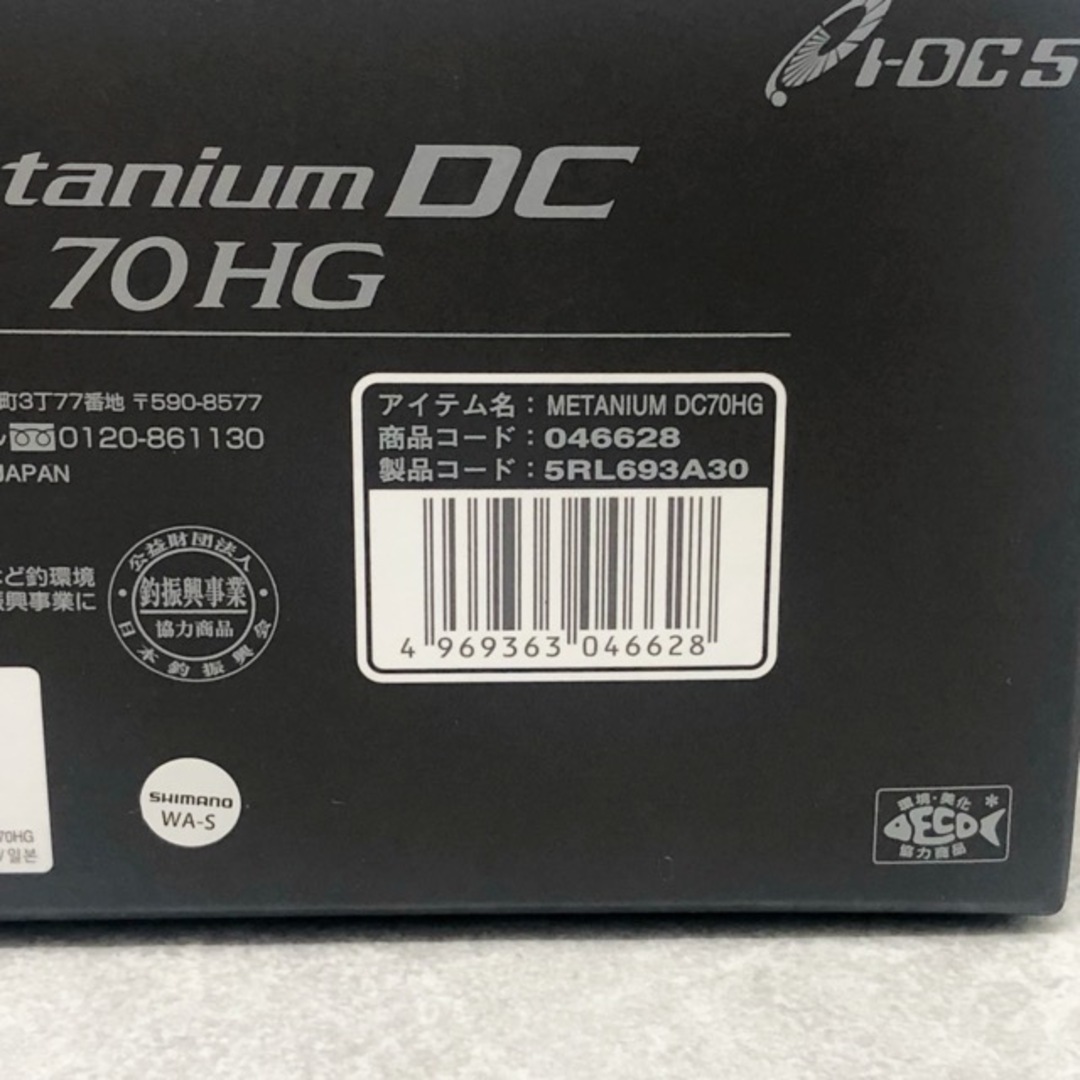 I-DC5
tanium DC
70HG
町3丁77番地 〒590-8577
0120-861130
JAPAN
アイテム名：METANIUM DC70HG
商品コード：046628
製品コード：5RL693A30
4 969363 046628
ど釣環境
振興事業に
公益財団法人
釣振興事業
協力商品
日本釣振興会
70HG
/일본
SHIMANO
WA-S
環境・美化
*
ECO
協力商品